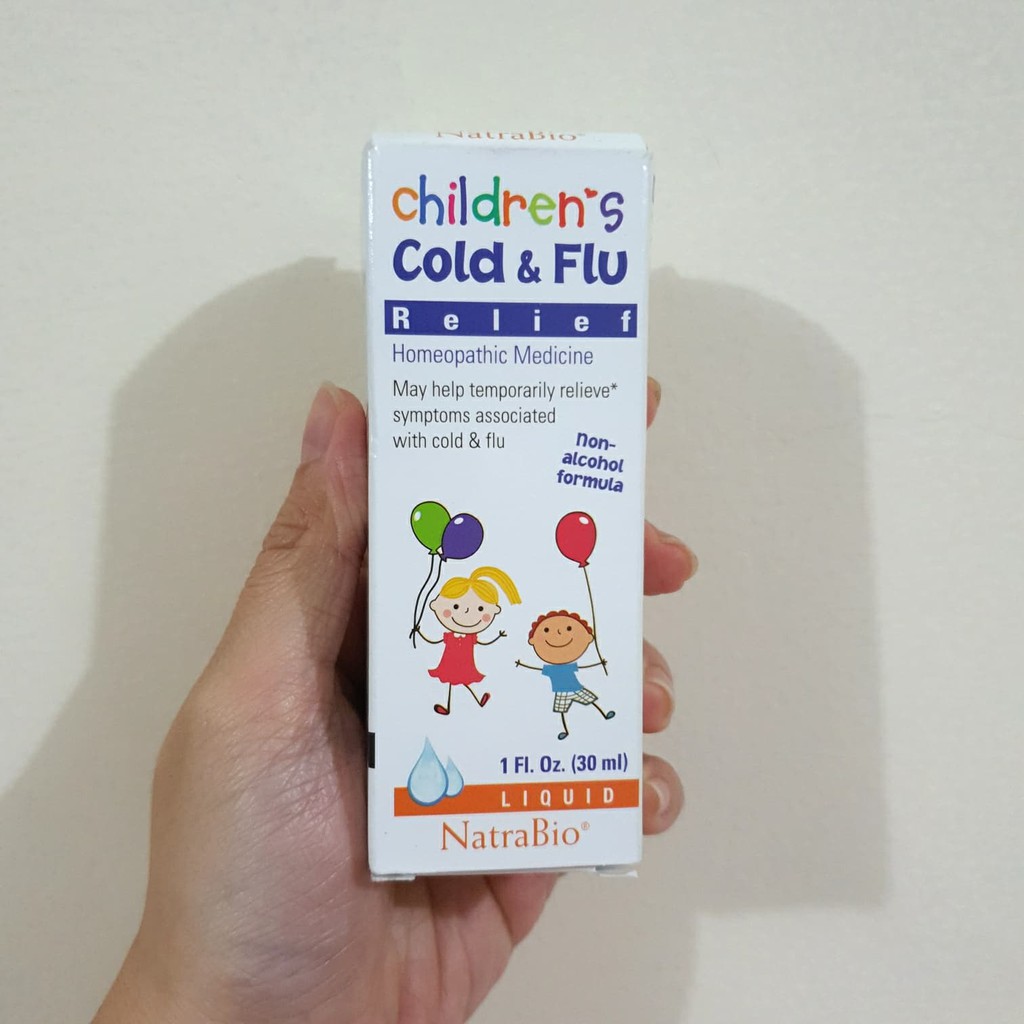 NatraBio®
children's
Cold & Flu
Relief
Homeopathic Medicine
May help temporarily relieve*
symptoms associated
with cold & flu
Non-
alcohol
formula
1 Fl. Oz. (30 ml)
LIQUID
NatraBio®